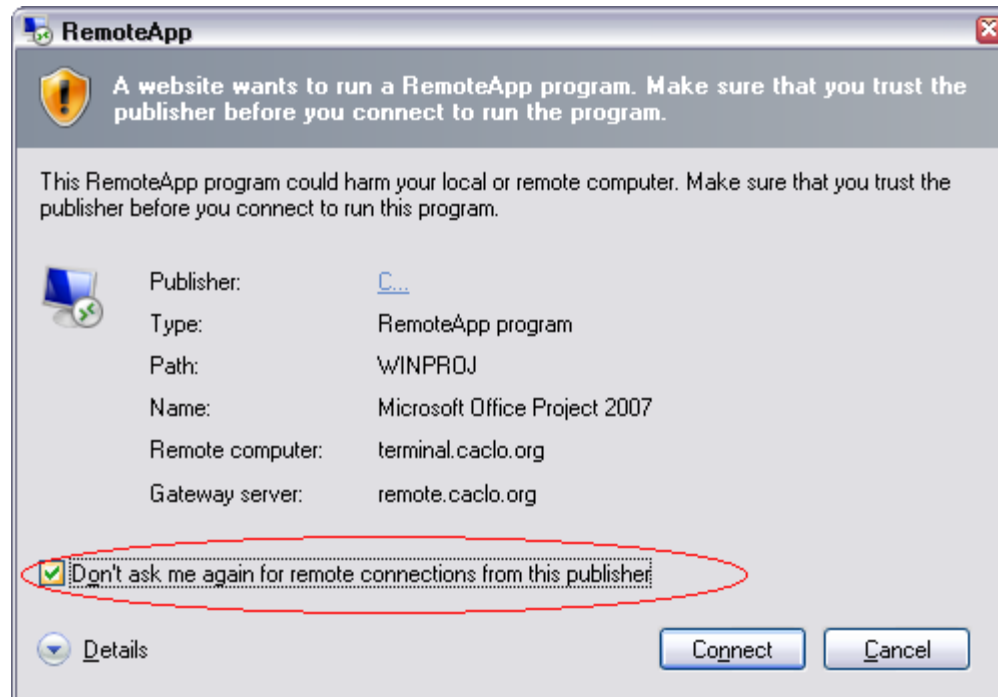 RemoteApp
A website wants to run a RemoteApp program. Make sure that you trust the
publisher before you connect to run the program.
This RemoteApp program could harm your local or remote computer. Make sure that you trust the
publisher before you connect to run this program.
Publisher: C...
Type: RemoteApp program
Path: WINPROJ
Name: Microsoft Office Project 2007
Remote computer: terminal.caclo.org
Gateway server: remote.caclo.org
Don't ask me again for remote connections from this publisher
Details Connect Cancel